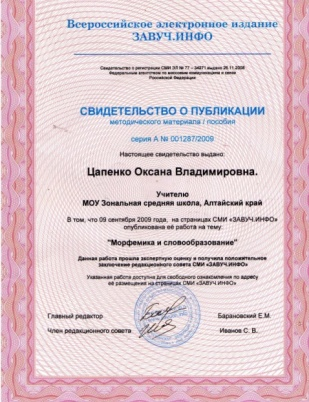 Всероссийское электронное издание
ЗАВУЧ.ИНФО
Свидетельство о регистрации СМИ ЭЛ № 77 – 34871 выдано 25.11.2008
Федеральным агентством по массовым коммуникациям и связи
Российской Федерации
СВИДЕТЕЛЬСТВО О ПУБЛИКАЦИИ
методического материала / пособия
серия А № 001287/2009
Настоящее свидетельство выдано:
Цапенко Оксана Владимировна.
Учителю
МОУ Зональная средняя школа, Алтайский край
В том, что 09 сентября 2009 года, на страницах СМИ «ЗАВУЧ.ИНФО»
опубликована её работа на тему:
"Морфемика и словообразование"
Данная работа прошла экспертную оценку и получила положительное
заключение редакционного совета СМИ «ЗАВУЧ.ИНФО»
Указанная работа доступна для свободного ознакомления по адресу
её размещения на страницах СМИ «ЗАВУЧ.ИНФО».
Главный редактор Барановский Е.М.
Член редакционного совета Иванов С. В.